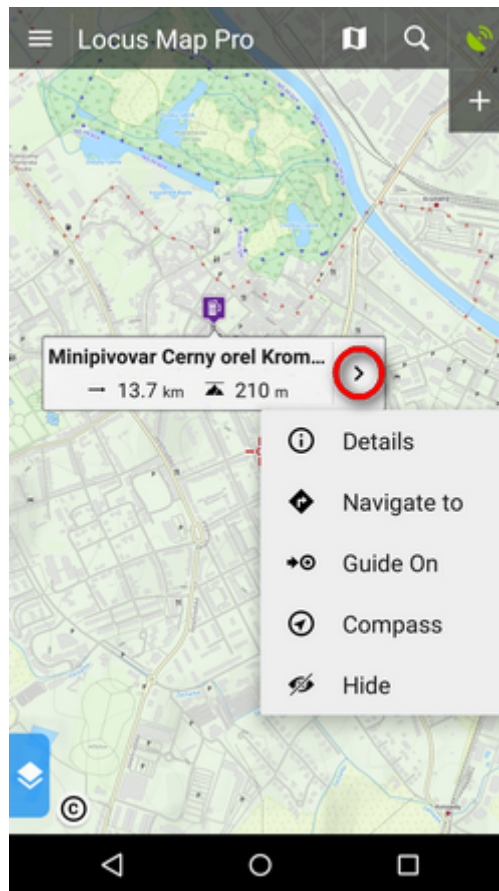 Locus Map Pro
Minipivovar Cerny orel Krom...
13.7 km 210 m
Details
Navigate to
Guide On
Compass
Hide
©